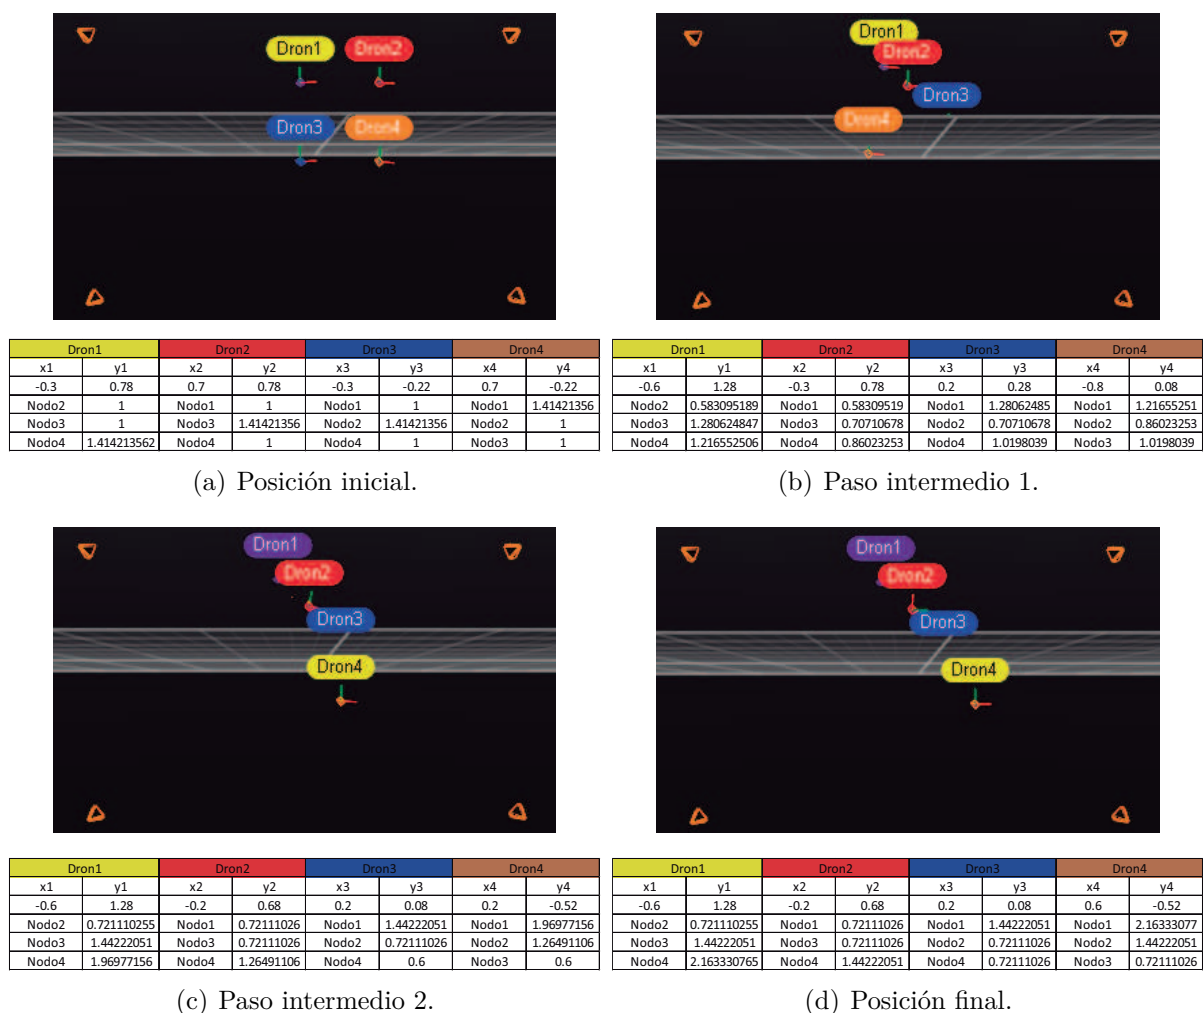 Dron1 Dron2
Dron3 Dron4
Dron1
Dron2
Dron3
Dron4
Dron1 Dron2 Dron3 Dron4
x1 y1 x2 y2 x3 y3 x4 y4
-0.3 0.78 0.7 0.78 -0.3 -0.22 0.7 -0.22
Nodo2 1 Nodo1 1 Nodo1 1 Nodo1 1.41421356
Nodo3 1 Nodo3 1.41421356 Nodo2 1.41421356 Nodo2 1
Nodo4 1.414213562 Nodo4 1 Nodo4 1 Nodo3 1
(a) Posición inicial.
Dron1 Dron2 Dron3 Dron4
x1 y1 x2 y2 x3 y3 x4 y4
-0.6 1.28 -0.3 0.78 0.2 0.28 -0.8 0.08
Nodo2 0.583095189 Nodo1 0.58309519 Nodo1 1.28062485 Nodo1 1.21655251
Nodo3 1.280624847 Nodo3 0.70710678 Nodo2 0.70710678 Nodo2 0.86023253
Nodo4 1.216552506 Nodo4 0.86023253 Nodo4 1.0198039 Nodo3 1.0198039
(b) Paso intermedio 1.
Dron1
Dron2
Dron3
Dron4
Dron1
Dron2
Dron3
Dron4
Dron1 Dron2 Dron3 Dron4
x1 y1 x2 y2 x3 y3 x4 y4
-0.6 1.28 -0.2 0.68 0.2 0.08 0.2 -0.52
Nodo2 0.721110255 Nodo1 0.72111026 Nodo1 1.44222051 Nodo1 1.96977156
Nodo3 1.44222051 Nodo3 0.72111026 Nodo2 0.72111026 Nodo2 1.26491106
Nodo4 1.96977156 Nodo4 1.26491106 Nodo4 0.6 Nodo3 0.6
(c) Paso intermedio 2.
Dron1 Dron2 Dron3 Dron4
x1 y1 x2 y2 x3 y3 x4 y4
-0.6 1.28 -0.2 0.68 0.2 0.08 0.6 -0.52
Nodo2 0.721110255 Nodo1 0.72111026 Nodo1 1.44222051 Nodo1 2.16333077
Nodo3 1.44222051 Nodo3 0.72111026 Nodo2 0.72111026 Nodo2 1.44222051
Nodo4 2.163330765 Nodo4 1.44222051 Nodo4 0.72111026 Nodo3 0.72111026
(d) Posición final.